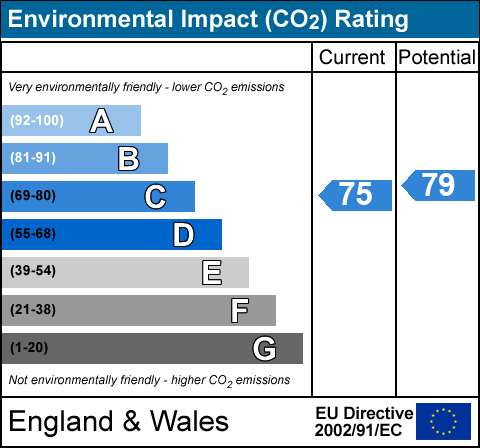 Environmental Impact (CO₂) Rating
Current Potential
Very environmentally friendly - lower CO₂ emissions
(92-100) A
(81-91) B
(69-80) C
75 79
(55-68) D
(39-54) E
(21-38) F
(1-20) G
Not environmentally friendly - higher CO₂ emissions
England & Wales
EU Directive
2002/91/EC